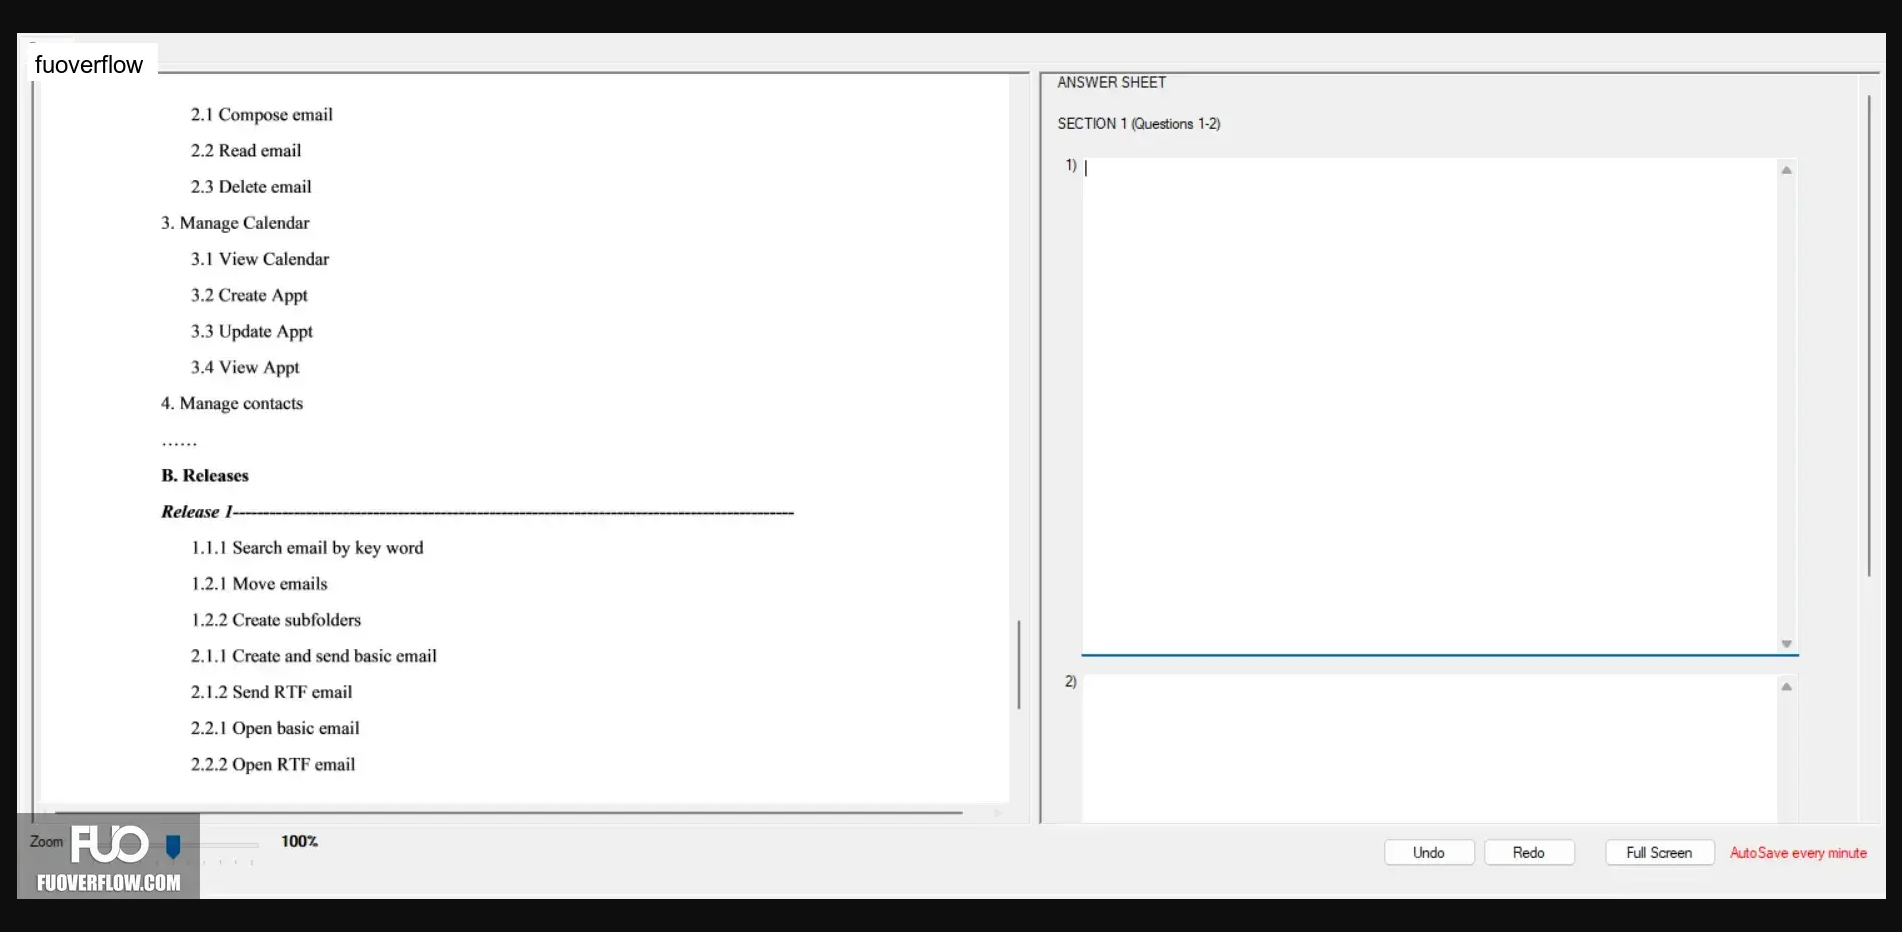 fuoverflow
2.1 Compose email
2.2 Read email
2.3 Delete email
3. Manage Calendar
3.1 View Calendar
3.2 Create Appt
3.3 Update Appt
3.4 View Appt
4. Manage contacts
......
B. Releases
Release 1----------------------------------------------------------------------------------------------
1.1.1 Search email by key word
1.2.1 Move emails
1.2.2 Create subfolders
2.1.1 Create and send basic email
2.1.2 Send RTF email
2.2.1 Open basic email
2.2.2 Open RTF email
ANSWER SHEET
SECTION 1 (Questions 1-2)
1)
2)
Zoom
100%
FUO
FUOVERFLOW.COM
Undo
Redo
Full Screen
AutoSave every minute